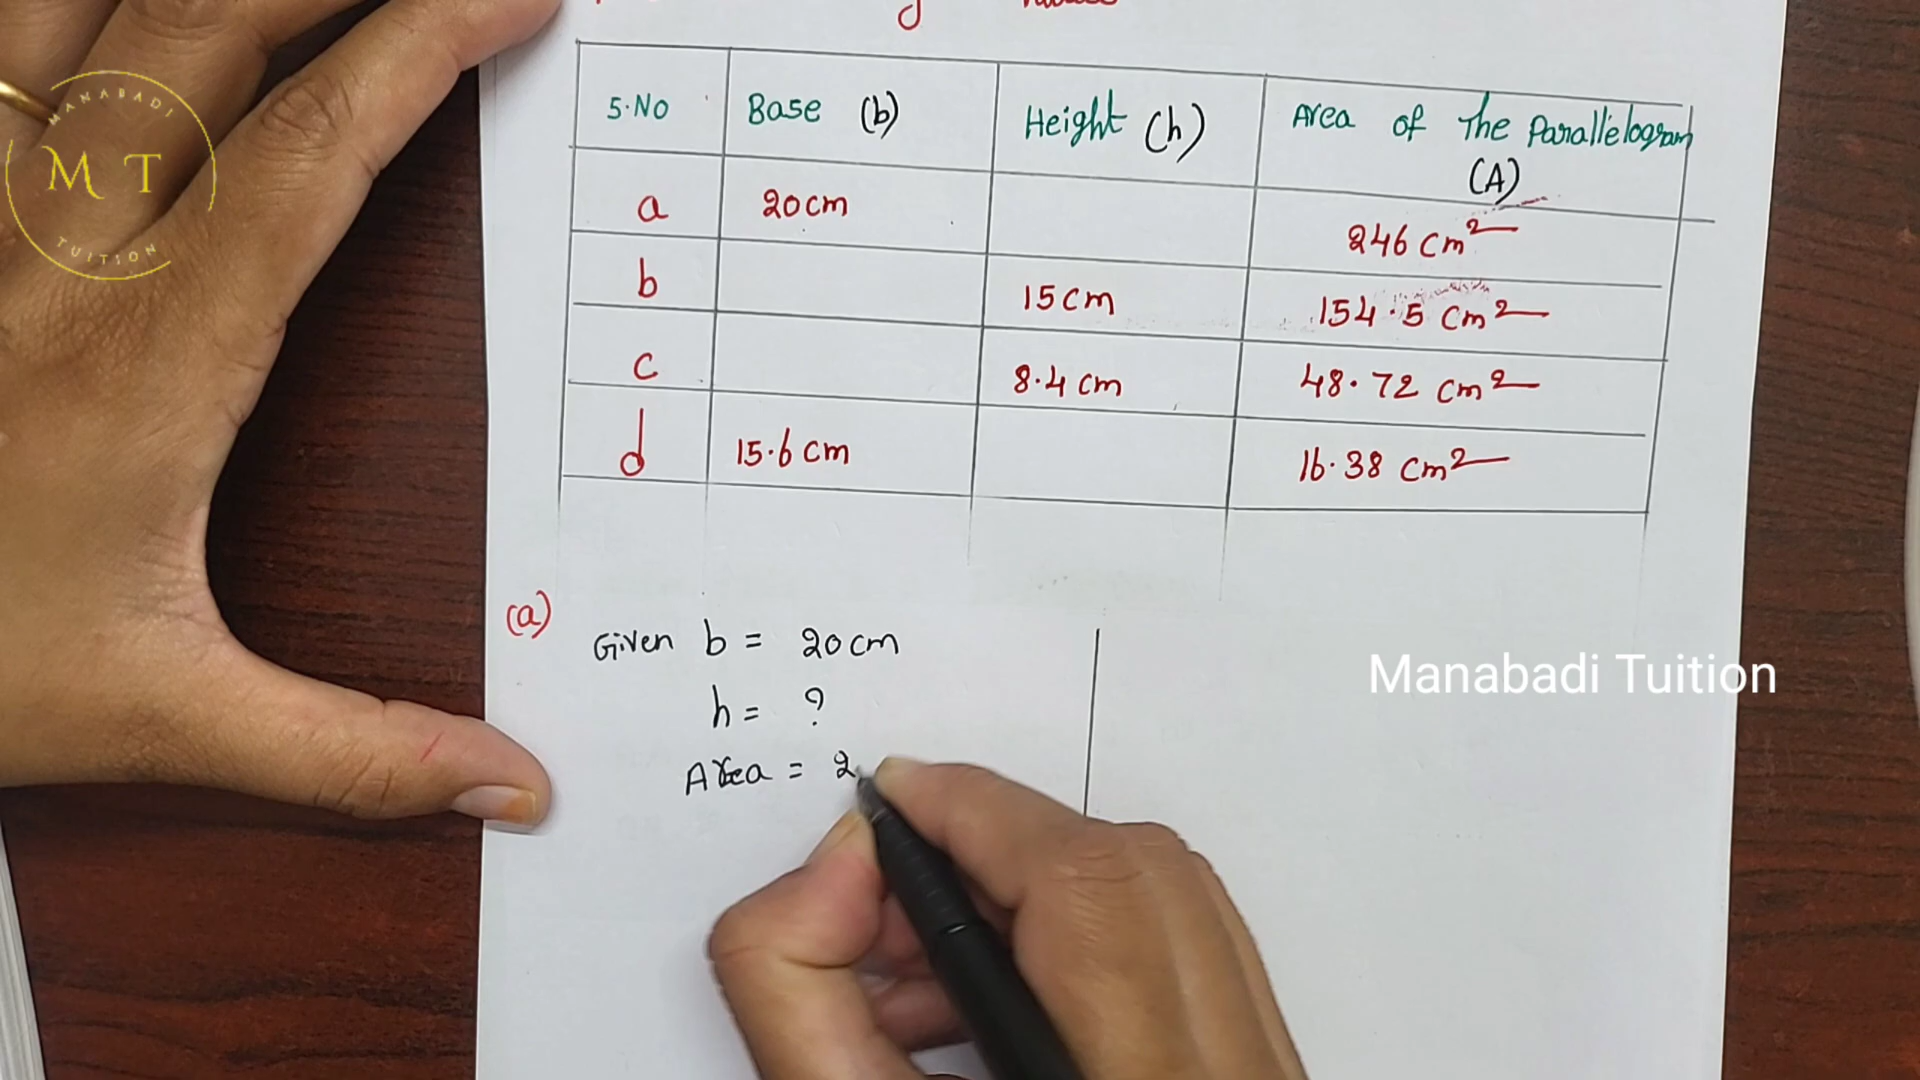 S.No Base (b) Height (h) Area of The Parallelogram (A)
a 20cm 246 cm²
b 15cm 154.5 cm²
c 8.4 cm 48.72 cm²
d 15.6 cm 16.38 cm²
(a) Given b = 20cm
h = ?
Area = 2
MANABADI
MT
TUITION
Manabadi Tuition